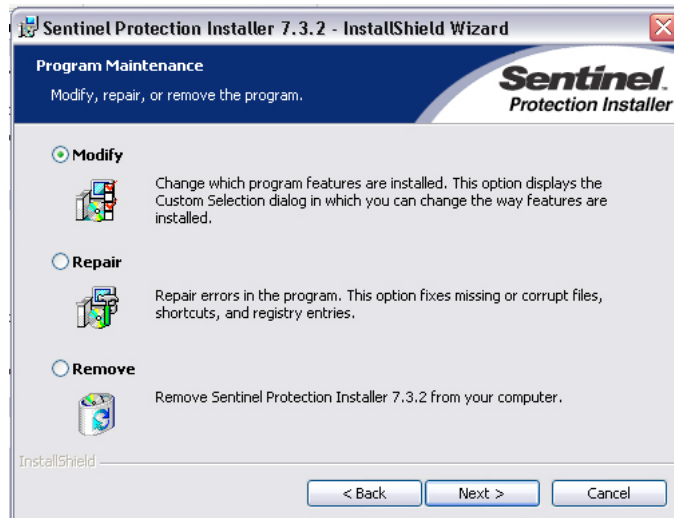 Sentinel Protection Installer 7.3.2 - InstallShield Wizard
Program Maintenance
Modify, repair, or remove the program.
Sentinel.
Protection Installer
Modify
Change which program features are installed. This option displays the
Custom Selection dialog in which you can change the way features are
installed.
Repair
Repair errors in the program. This option fixes missing or corrupt files,
shortcuts, and registry entries.
Remove
Remove Sentinel Protection Installer 7.3.2 from your computer.
InstallShield
< Back
Next >
Cancel